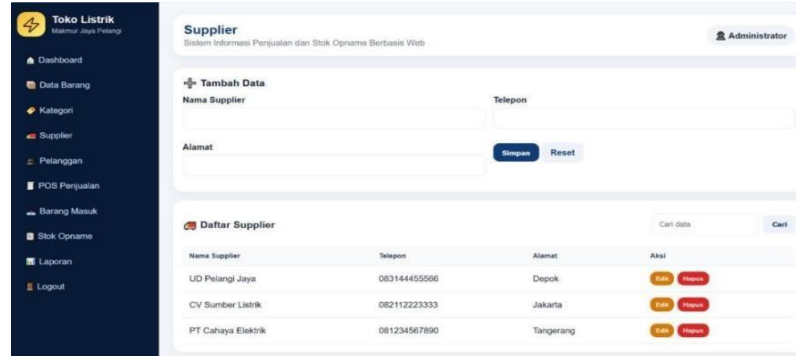 Toko Listrik
Makmur Jaya Pelangi
Dashboard
Data Barang
Kategori
Supplier
Pelanggan
POS Penjualan
Barang Masuk
Stok Opname
Laporan
Logout
Supplier
Sistem Informasi Penjualan dan Stok Opname Berbasis Web
Administrator
Tambah Data
Nama Supplier Telepon
Alamat
Simpan Reset
Daftar Supplier
Cari data Cari
Nama Supplier Telepon Alamat Aksi
UD Pelangi Jaya 083144455566 Depok Edit Hapus
CV Sumber Listrik 082112223333 Jakarta Edit Hapus
PT Cahaya Elektrik 081234567890 Tangerang Edit Hapus